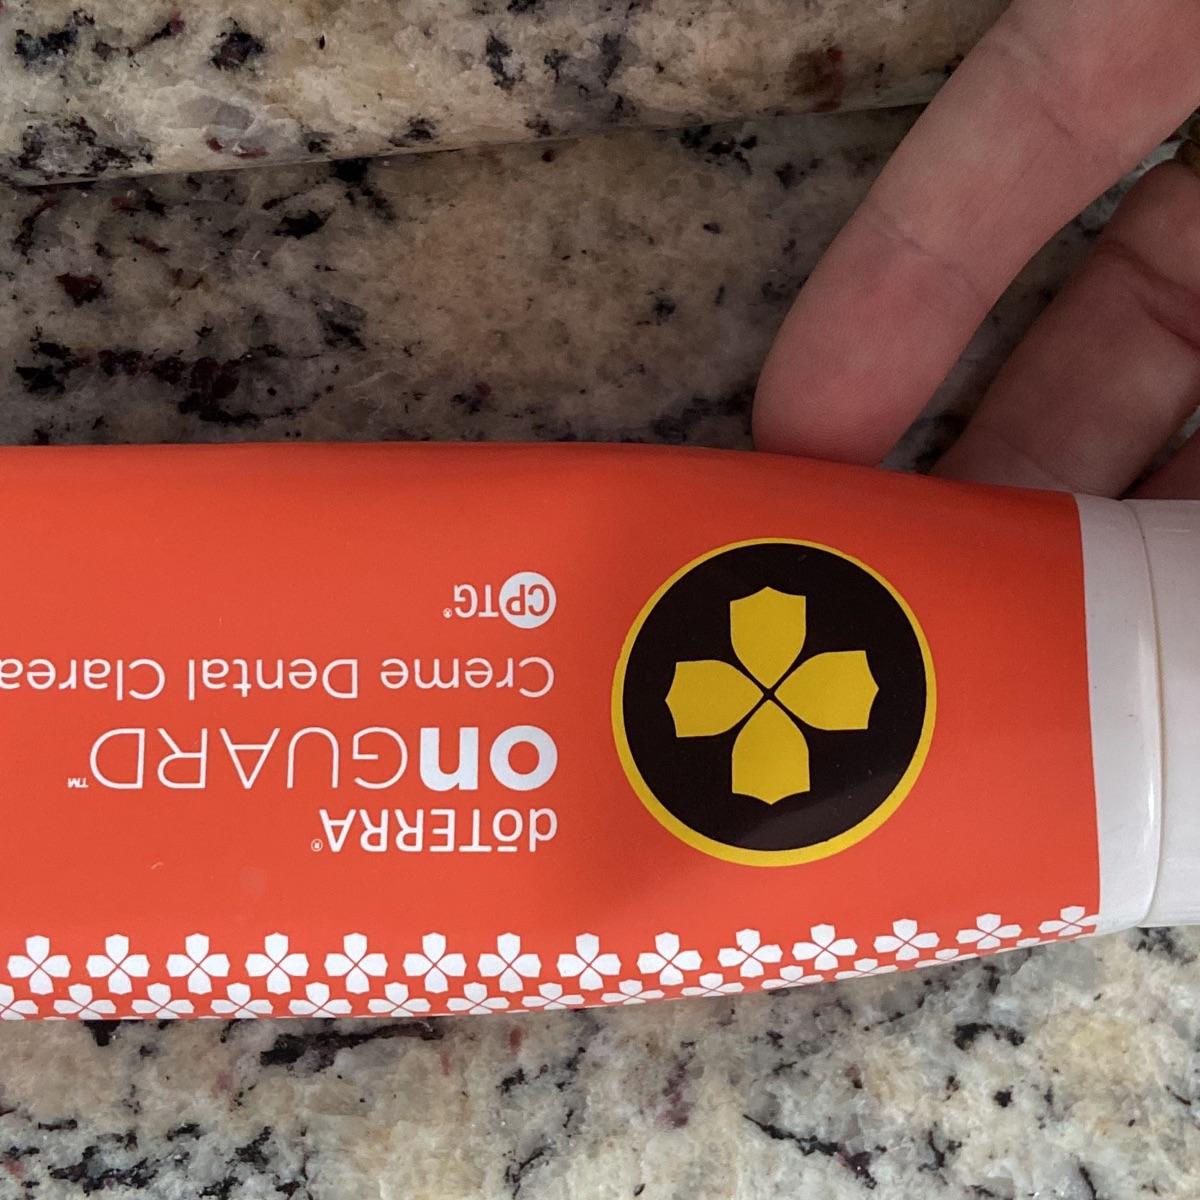 dōTERRA®
onGUARD™
Creme Dental Clarea
CPTG®